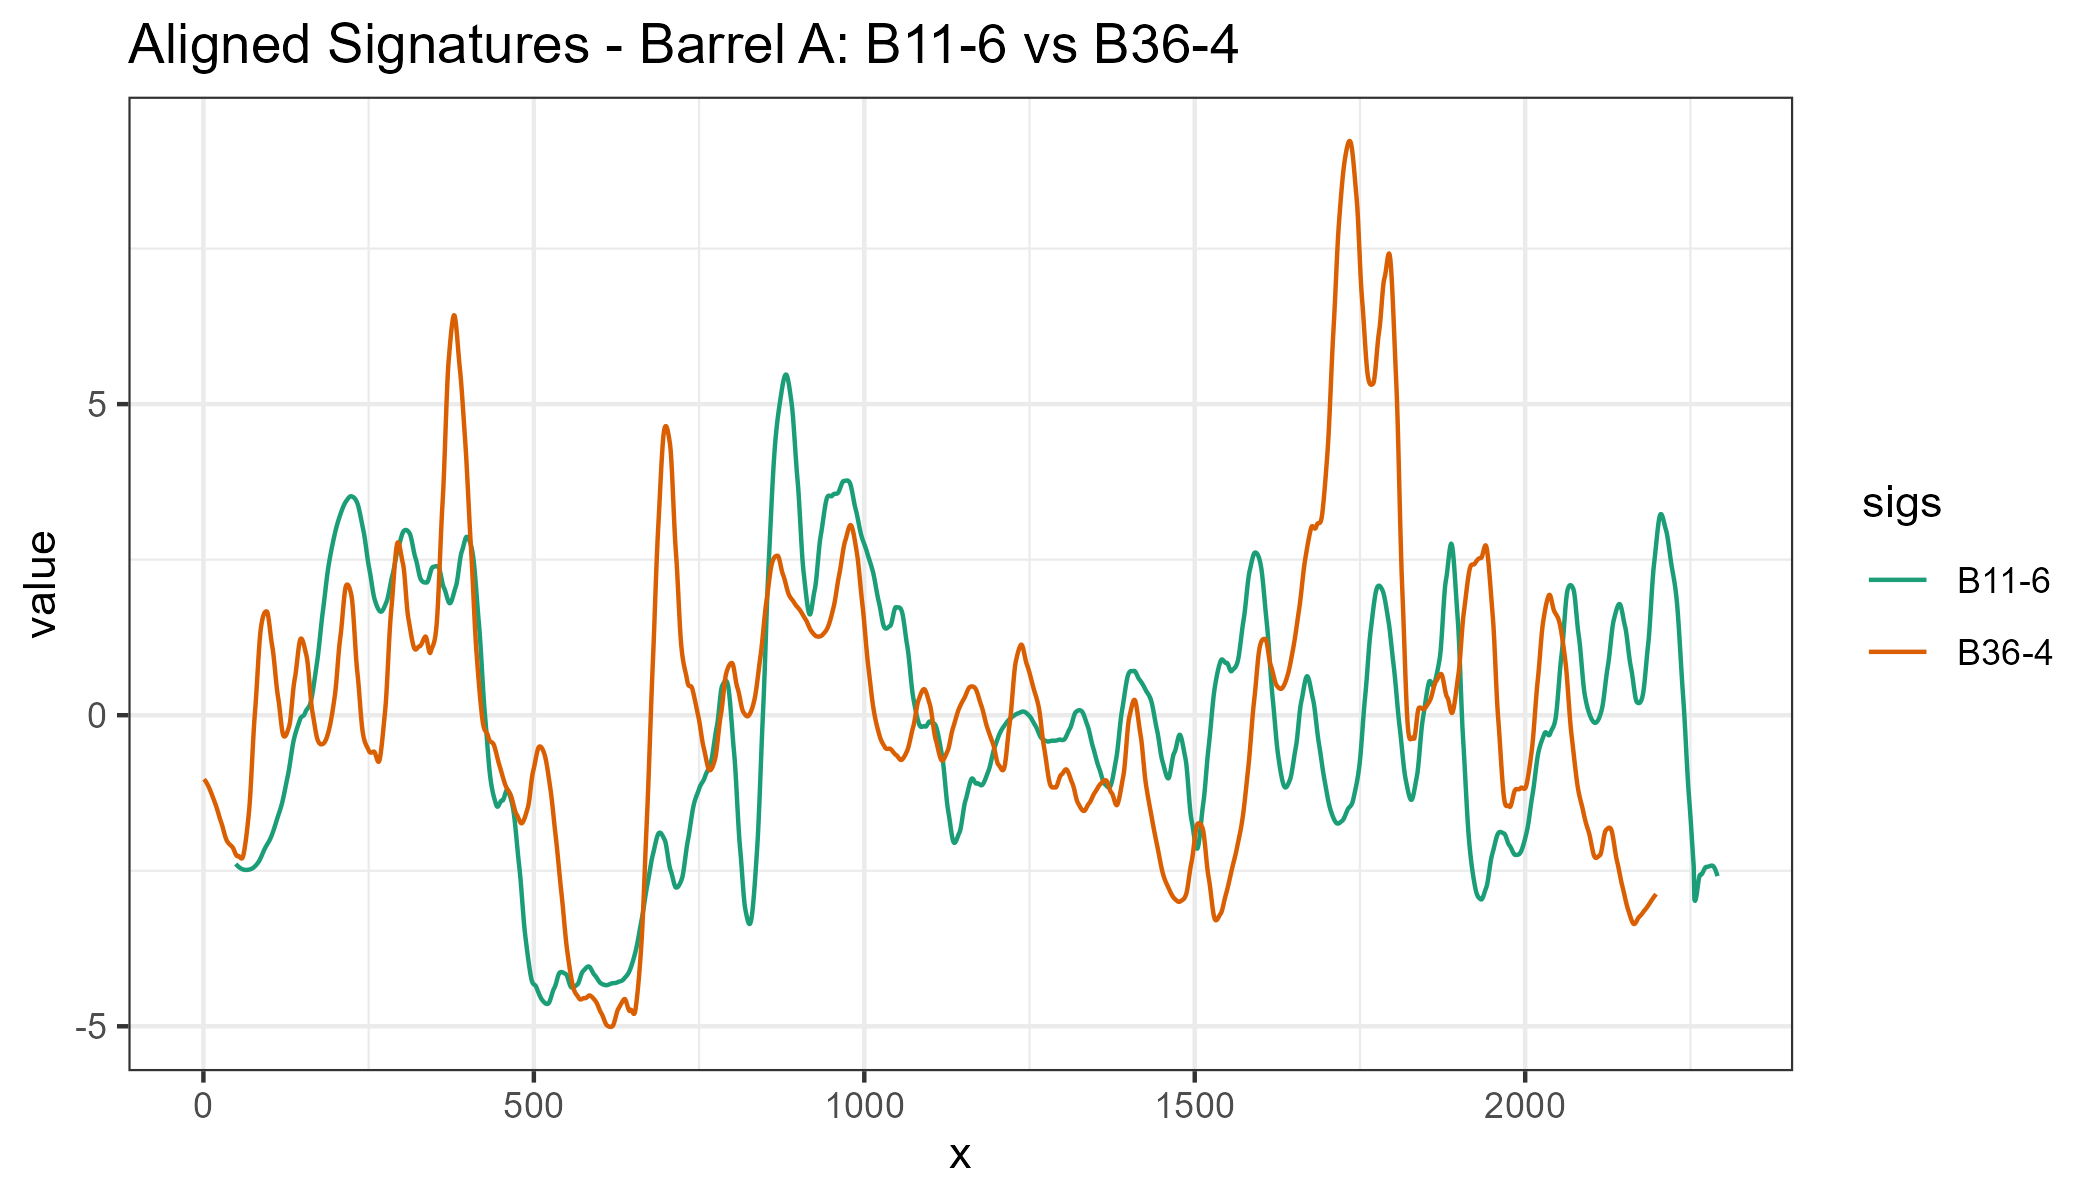 Aligned Signatures - Barrel A: B11-6 vs B36-4
value
5
0
-5
0 500 1000 1500 2000
x
sigs
B11-6
B36-4